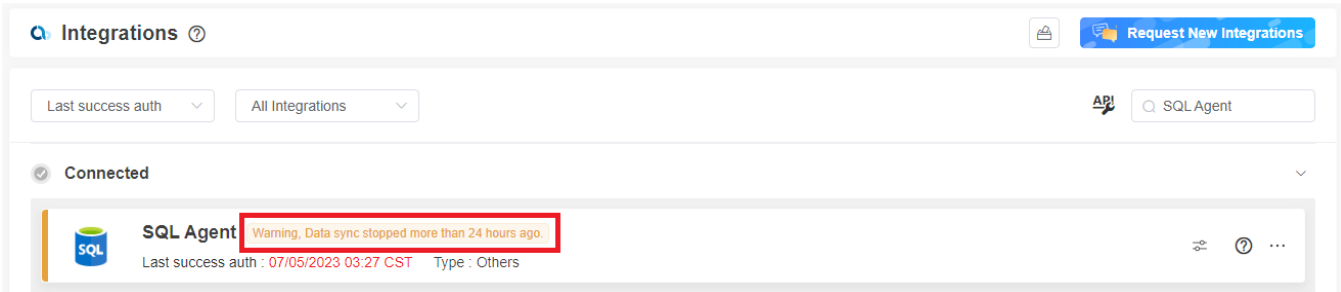 Integrations
Request New Integrations
Last success auth
All Integrations
API
SQL Agent
Connected
SQL
SQL Agent
Warning, Data sync stopped more than 24 hours ago.
Last success auth : 07/05/2023 03:27 CST Type : Others